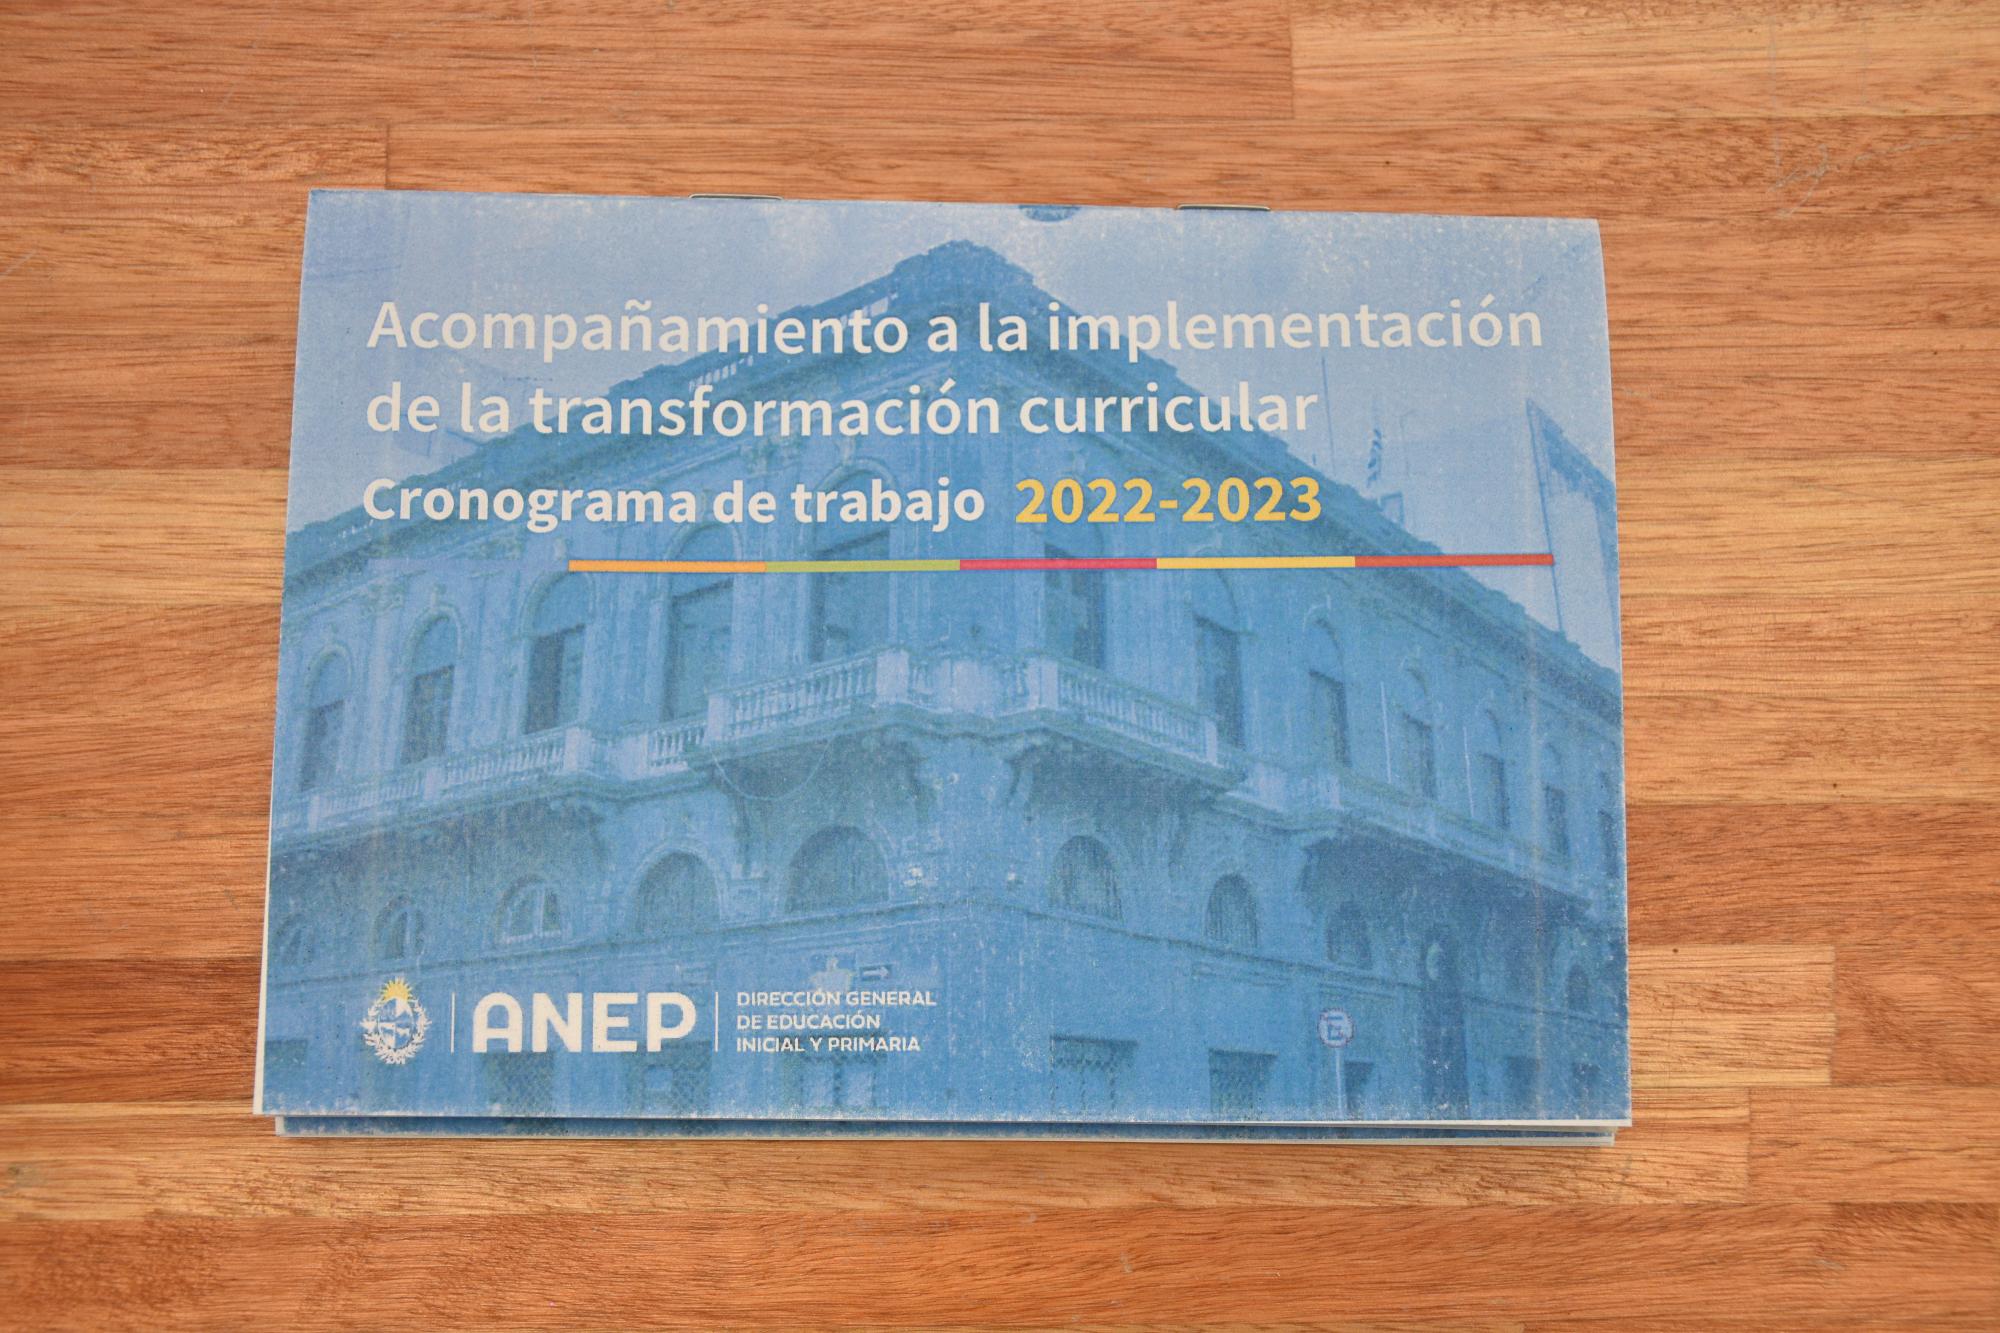 Acompañamiento a la implementación
de la transformación curricular
Cronograma de trabajo 2022-2023
ANEP
DIRECCIÓN GENERAL
DE EDUCACIÓN
INICIAL Y PRIMARIA